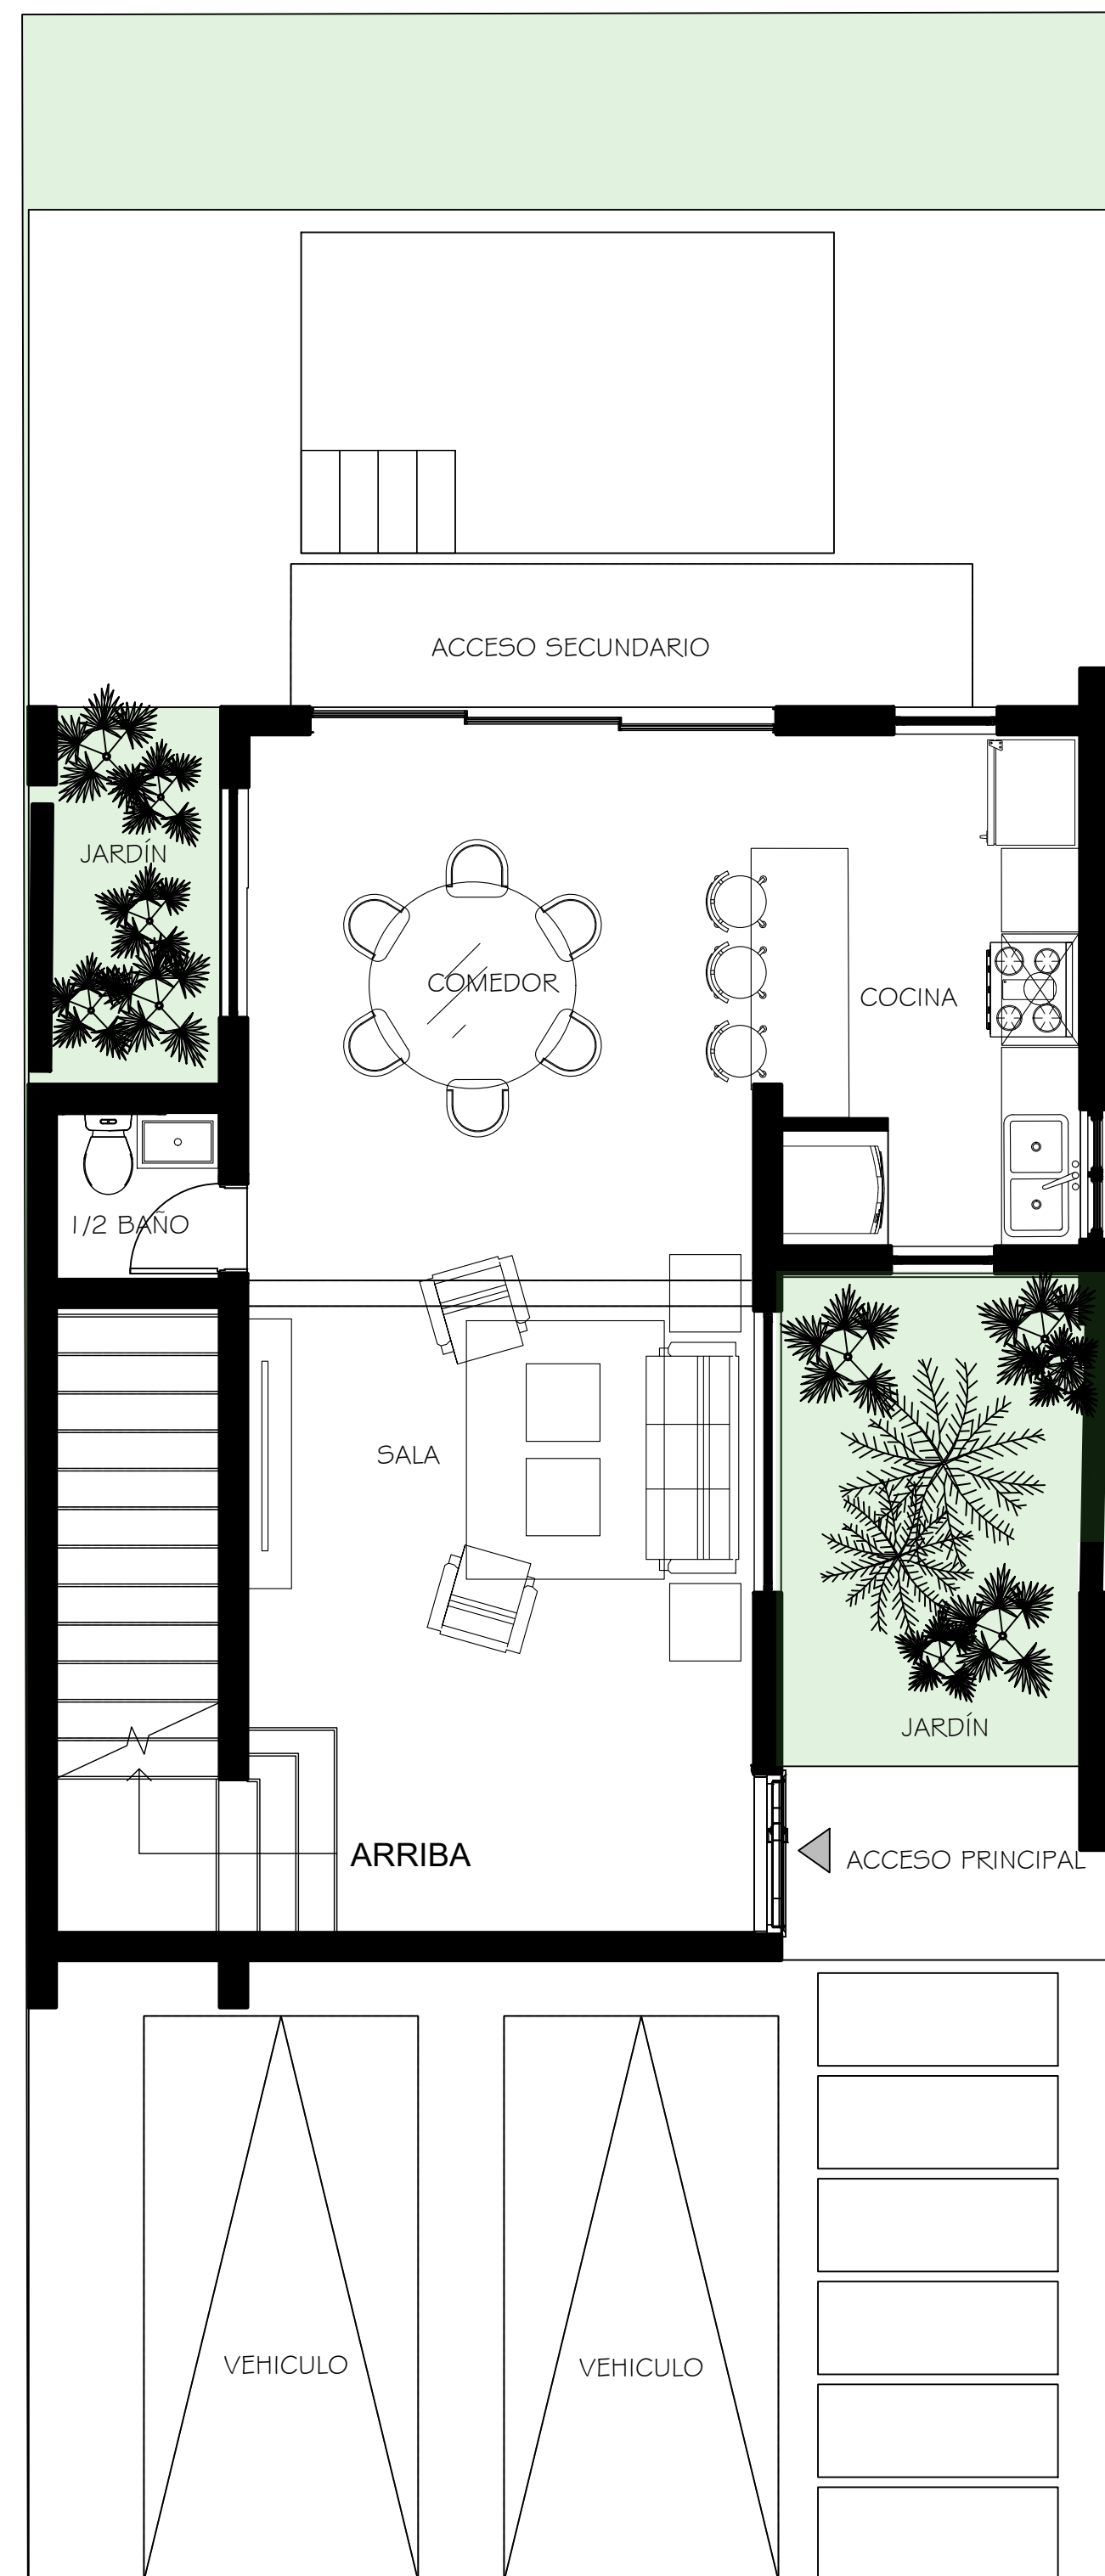 ACCESO SECUNDARIO
JARDÍN
COMEDOR
COCINA
1/2 BAÑO
SALA
JARDÍN
ARRIBA
ACCESO PRINCIPAL
VEHICULO
VEHICULO